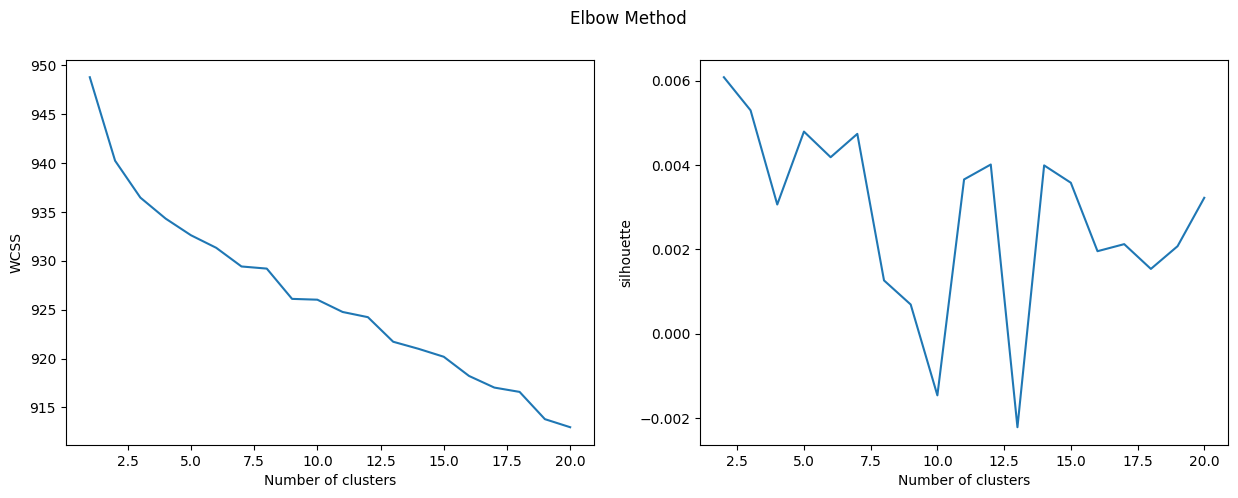 Elbow Method
950
945
940
935
930
925
920
915
WCSS
2.5 5.0 7.5 10.0 12.5 15.0 17.5 20.0
Number of clusters
0.006
0.004
0.002
0.000
−0.002
silhouette
2.5 5.0 7.5 10.0 12.5 15.0 17.5 20.0
Number of clusters